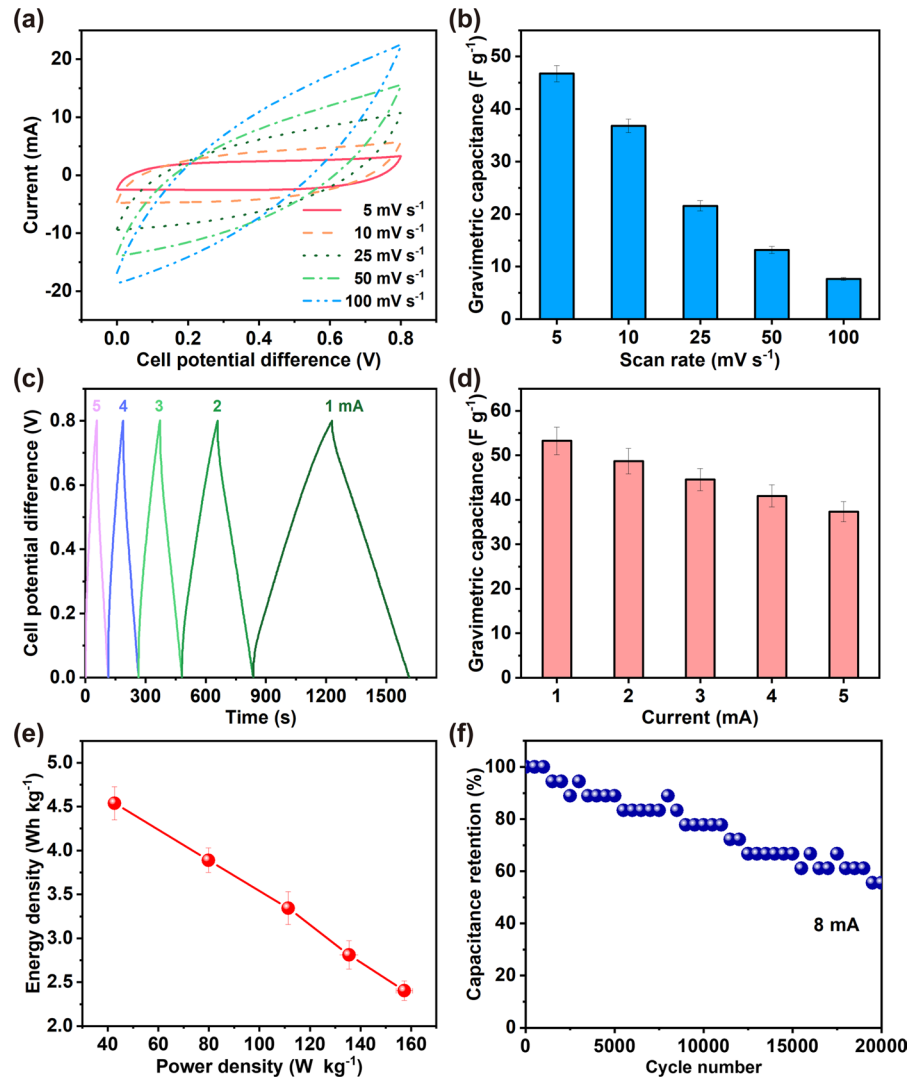 (a)
Current (mA)
20
10
0
-10
-20
5 mV s⁻¹
10 mV s⁻¹
25 mV s⁻¹
50 mV s⁻¹
100 mV s⁻¹
0.0 0.2 0.4 0.6 0.8
Cell potential difference (V)
(b)
Gravimetric capacitance (F g⁻¹)
50
40
30
20
10
0
5 10 25 50 100
Scan rate (mV s⁻¹)
(c)
Cell potential difference (V)
0.8
0.6
0.4
0.2
0.0
5 4 3 2 1 mA
0 300 600 900 1200 1500
Time (s)
(d)
Gravimetric capacitance (F g⁻¹)
60
50
40
30
20
10
0
1 2 3 4 5
Current (mA)
(e)
Energy density (Wh kg⁻¹)
5.0
4.5
4.0
3.5
3.0
2.5
2.0
40 60 80 100 120 140 160
Power density (W kg⁻¹)
(f)
Capacitance retention (%)
100
80
60
40
20
0
8 mA
0 5000 10000 15000 20000
Cycle number